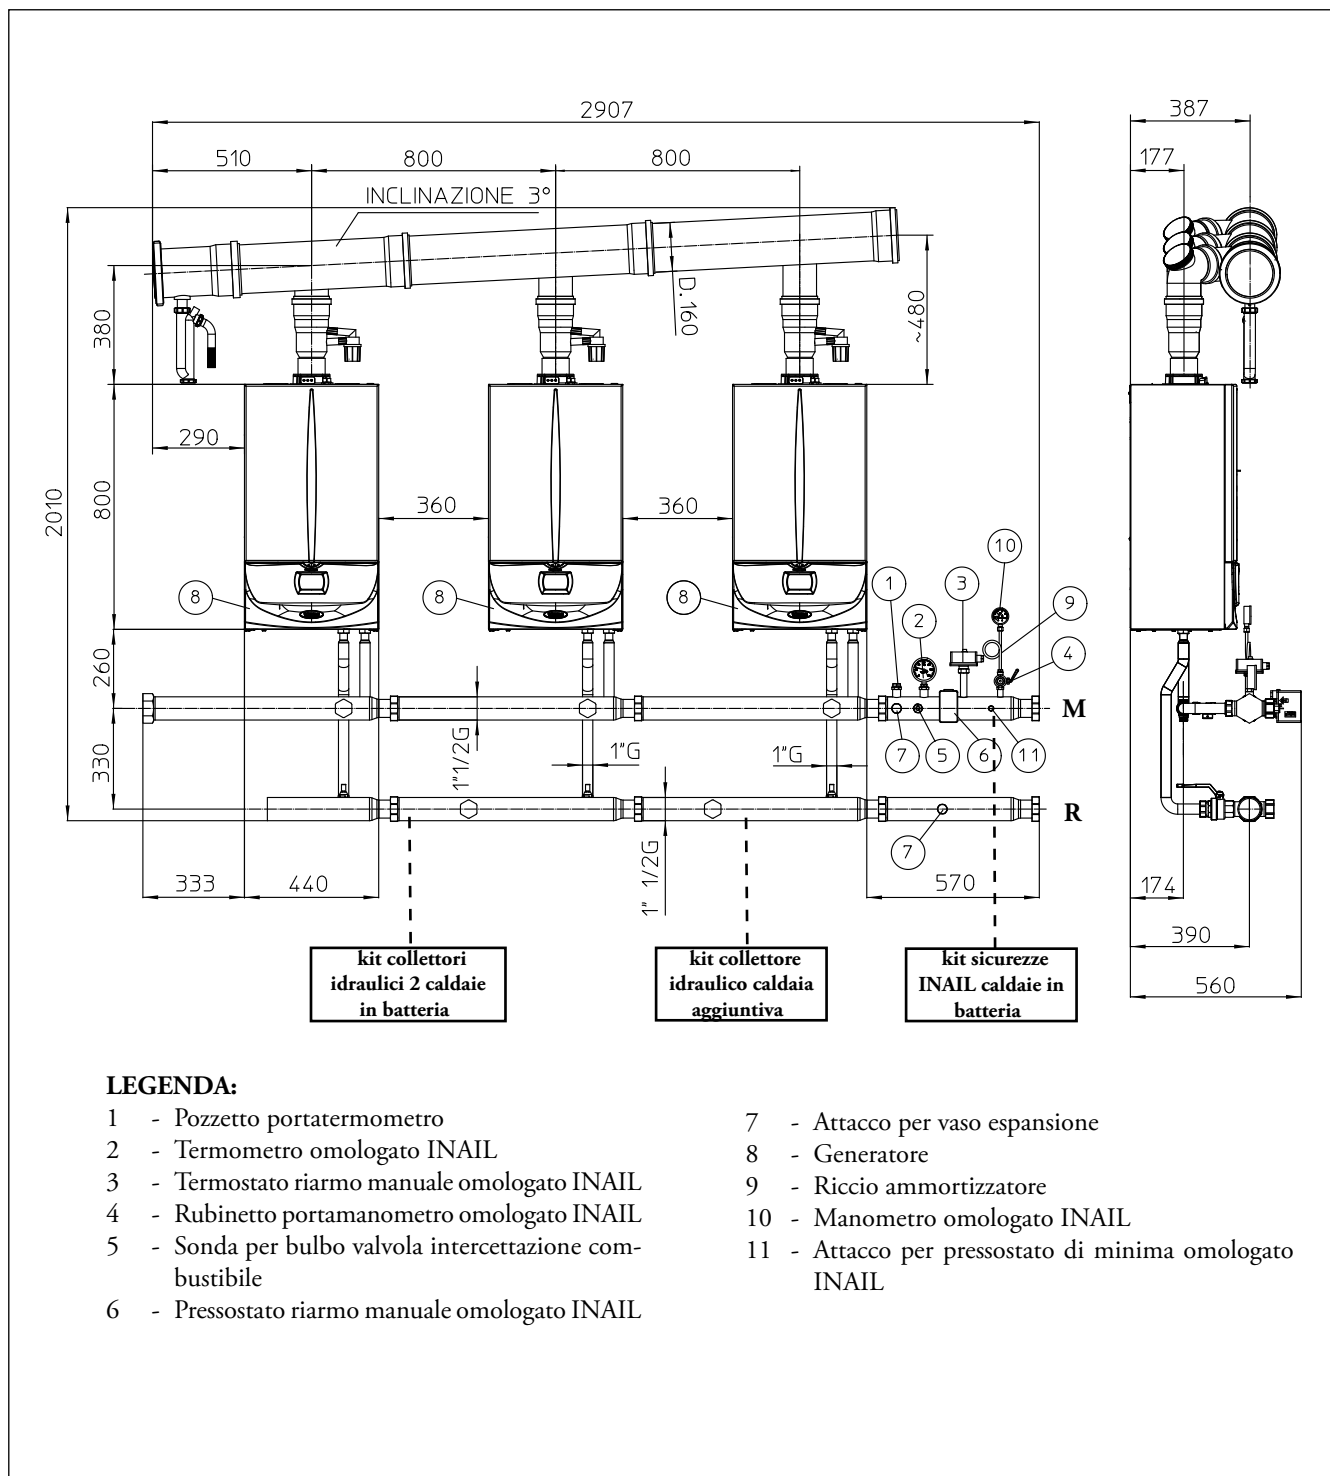 2907
387
510
800
800
177
INCLINAZIONE 3°
D.160
380
~480
290
2010
800
360
360
10
1
3
9
8
8
8
2
4
260
M
1"1/2G
7
5
6
11
330
1"G
1"G
R
7
1" 1/2G
333
440
570
174
390
560
kit collettori
idraulici 2 caldaie
in batteria
kit collettore
idraulico caldaia
aggiuntiva
kit sicurezze
INAIL caldaie in
batteria
LEGENDA:
1 - Pozzetto portatermometro
2 - Termometro omologato INAIL
3 - Termostato riarmo manuale omologato INAIL
4 - Rubinetto portamanometro omologato INAIL
5 - Sonda per bulbo valvola intercettazione com-
bustibile
6 - Pressostato riarmo manuale omologato INAIL
7 - Attacco per vaso espansione
8 - Generatore
9 - Riccio ammortizzatore
10 - Manometro omologato INAIL
11 - Attacco per pressostato di minima omologato
INAIL